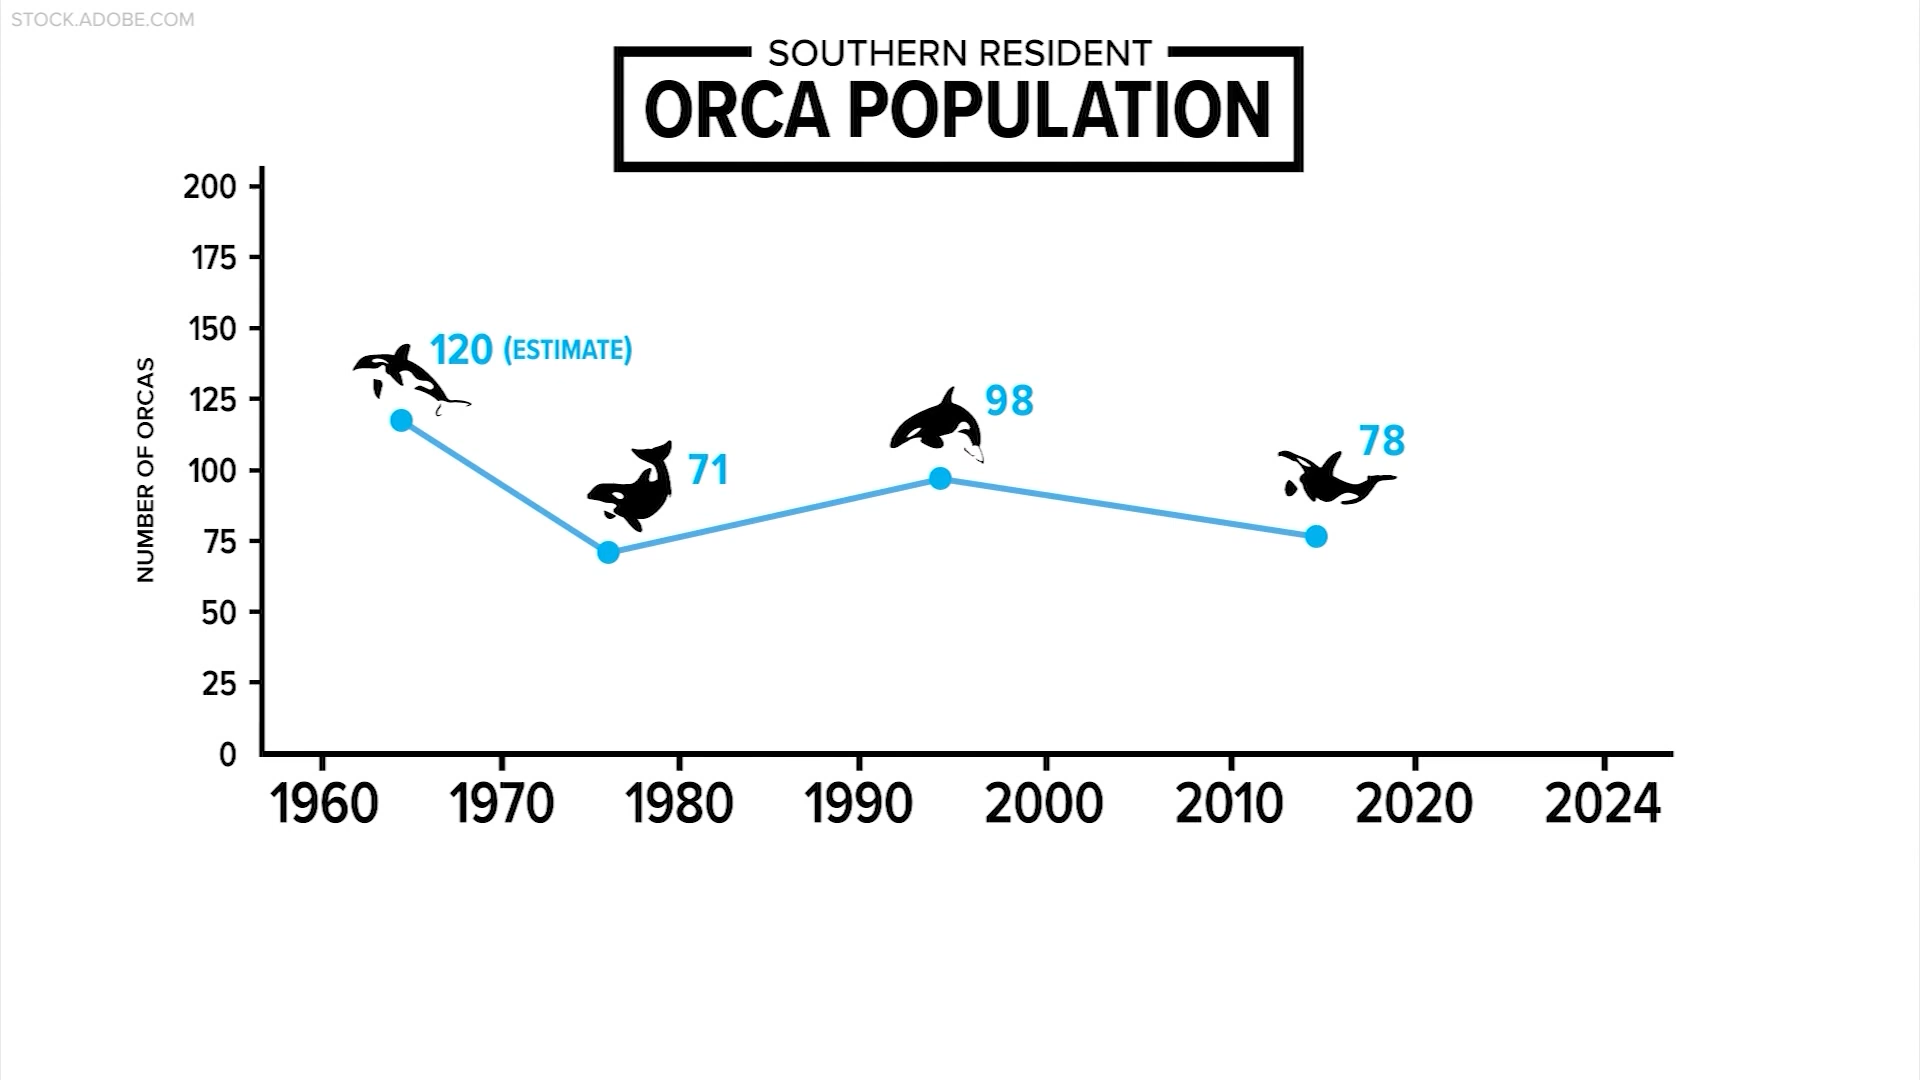 STOCK.ADOBE.COM
SOUTHERN RESIDENT
ORCA POPULATION
200
175
150
125
100
75
50
25
0
NUMBER OF ORCAS
120 (ESTIMATE)
71
98
78
1960 1970 1980 1990 2000 2010 2020 2024